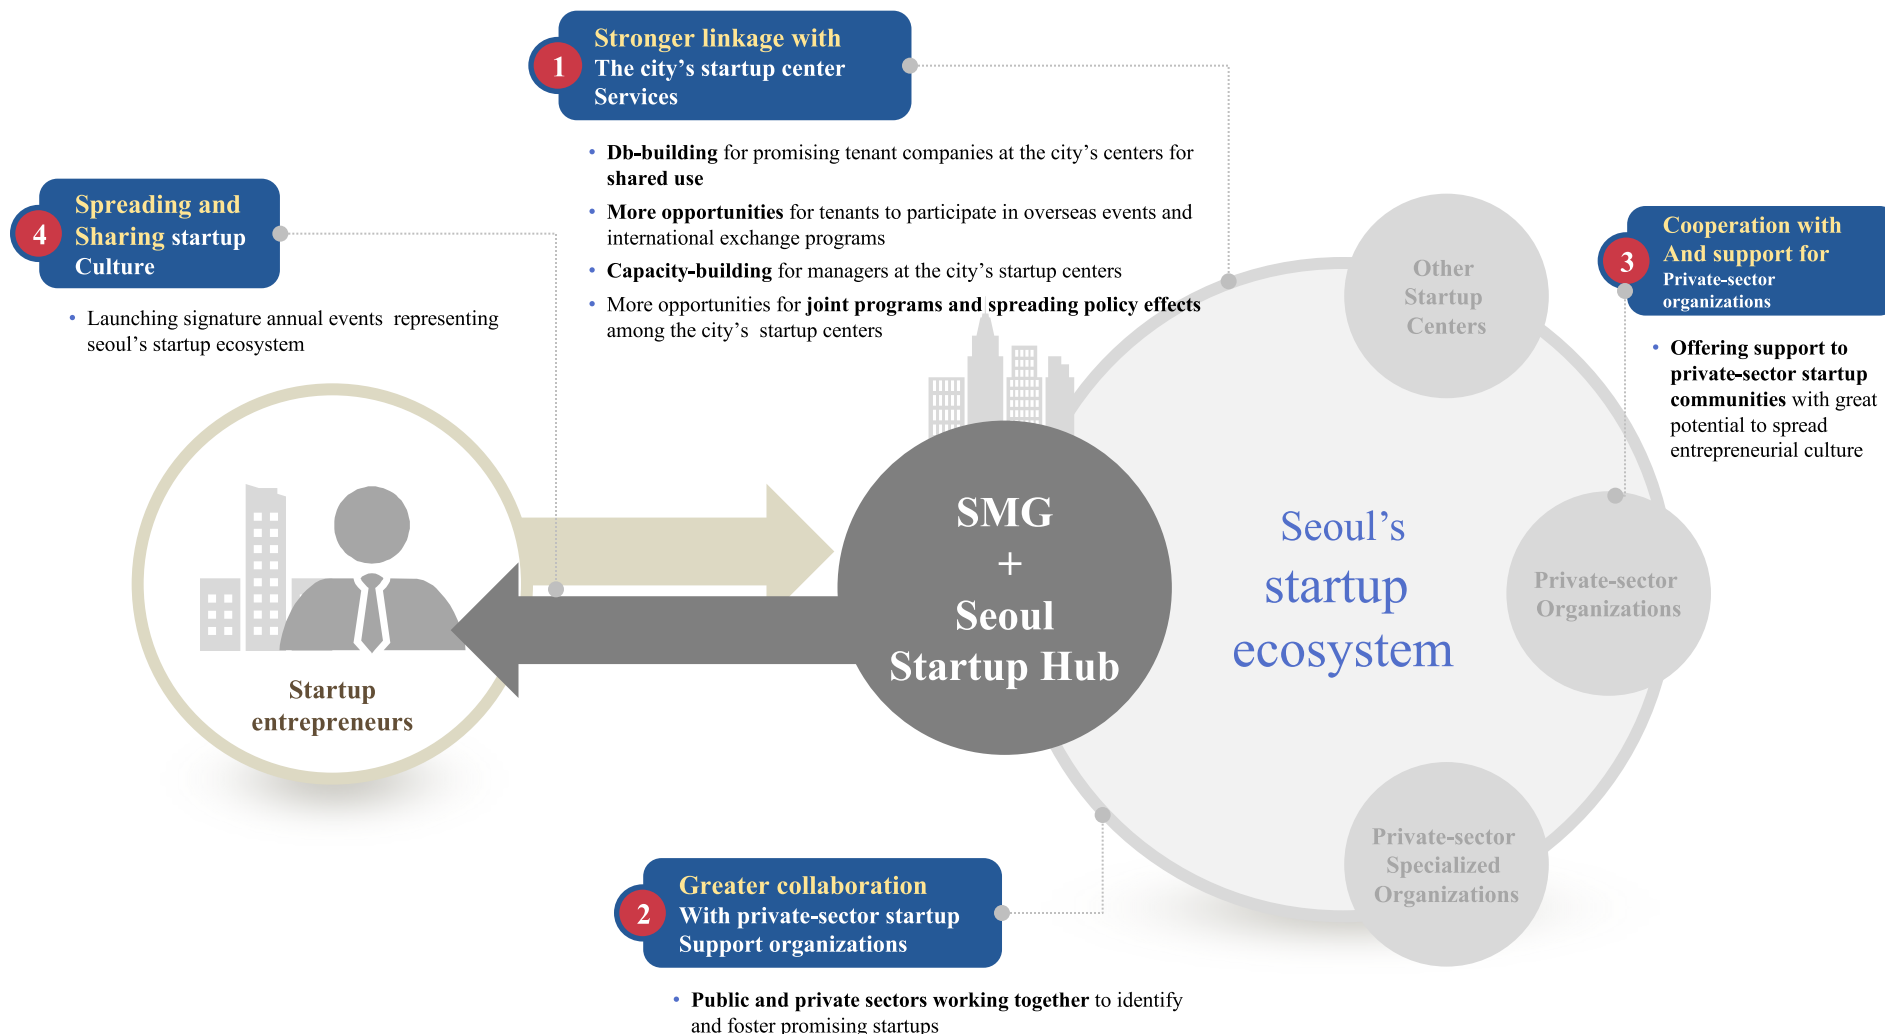 1
Stronger linkage with
The city’s startup center
Services
• Db-building for promising tenant companies at the city’s centers for
shared use
• More opportunities for tenants to participate in overseas events and
international exchange programs
• Capacity-building for managers at the city’s startup centers
• More opportunities for joint programs and spreading policy effects
among the city’s startup centers
4
Spreading and
Sharing startup
Culture
• Launching signature annual events representing
seoul’s startup ecosystem
3
Cooperation with
And support for
Private-sector
organizations
• Offering support to
private-sector startup
communities with great
potential to spread
entrepreneurial culture
Other
Startup
Centers
Startup
entrepreneurs
SMG
+
Seoul
Startup Hub
Seoul’s
startup
ecosystem
Private-sector
Organizations
Private-sector
Specialized
Organizations
2
Greater collaboration
With private-sector startup
Support organizations
• Public and private sectors working together to identify
and foster promising startups